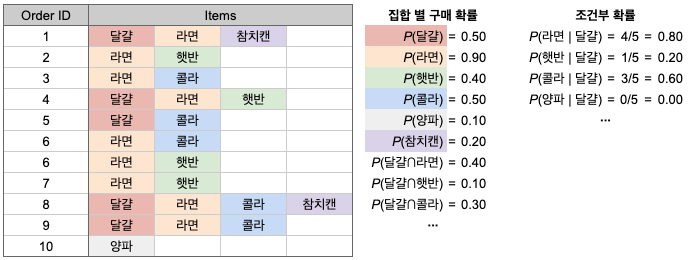 Order ID Items
1 달걀 라면 참치캔
2 라면 햇반
3 라면 콜라
4 달걀 라면 햇반
5 달걀 콜라
6 라면 콜라
6 라면 햇반
7 라면 햇반
8 달걀 라면 콜라 참치캔
9 달걀 라면 콜라
10 양파
집합 별 구매 확률
P(달걀) = 0.50
P(라면) = 0.90
P(햇반) = 0.40
P(콜라) = 0.50
P(양파) = 0.10
P(참치캔) = 0.20
P(달걀∩라면) = 0.40
P(달걀∩햇반) = 0.10
P(달걀∩콜라) = 0.30
...
조건부 확률
P(라면 | 달걀) = 4/5 = 0.80
P(햇반 | 달걀) = 1/5 = 0.20
P(콜라 | 달걀) = 3/5 = 0.60
P(양파 | 달걀) = 0/5 = 0.00
...